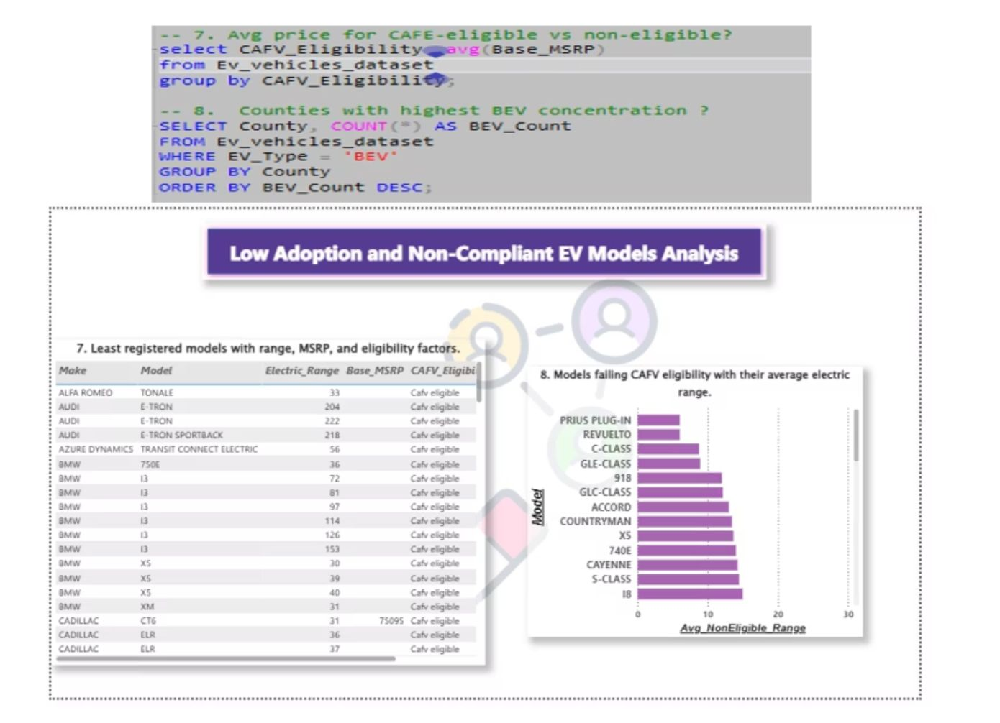 -- 7. Avg price for CAFE-eligible vs non-eligible?
select CAFV_Eligibility avg(Base_MSRP)
from Ev_vehicles_dataset
group by CAFV_Eligibility;
-- 8. Counties with highest BEV concentration ?
SELECT County, COUNT(*) AS BEV_Count
FROM Ev_vehicles_dataset
WHERE EV_Type = 'BEV'
GROUP BY County
ORDER BY BEV_Count DESC;
Low Adoption and Non-Compliant EV Models Analysis
7. Least registered models with range, MSRP, and eligibility factors.
Make Model Electric_Range Base_MSRP CAFV_Eligibi
ALFA ROMEO TONALE 33 Cafv eligible
AUDI E-TRON 204 Cafv eligible
AUDI E-TRON 222 Cafv eligible
AUDI E-TRON SPORTBACK 218 Cafv eligible
AZURE DYNAMICS TRANSIT CONNECT ELECTRIC 56 Cafv eligible
BMW 750E 36 Cafv eligible
BMW I3 72 Cafv eligible
BMW I3 81 Cafv eligible
BMW I3 97 Cafv eligible
BMW I3 114 Cafv eligible
BMW I3 126 Cafv eligible
BMW I3 153 Cafv eligible
BMW X5 30 Cafv eligible
BMW X5 39 Cafv eligible
BMW X5 40 Cafv eligible
BMW XM 31 Cafv eligible
CADILLAC CT6 31 75095 Cafv eligible
CADILLAC ELR 36 Cafv eligible
CADILLAC ELR 37 Cafv eligible
8. Models failing CAFV eligibility with their average electric
range.
Model
PRIUS PLUG-IN
REVUELTO
C-CLASS
GLE-CLASS
918
GLC-CLASS
ACCORD
COUNTRYMAN
X5
740E
CAYENNE
S-CLASS
I8
0 10 20 30
Avg_NonEligible_Range